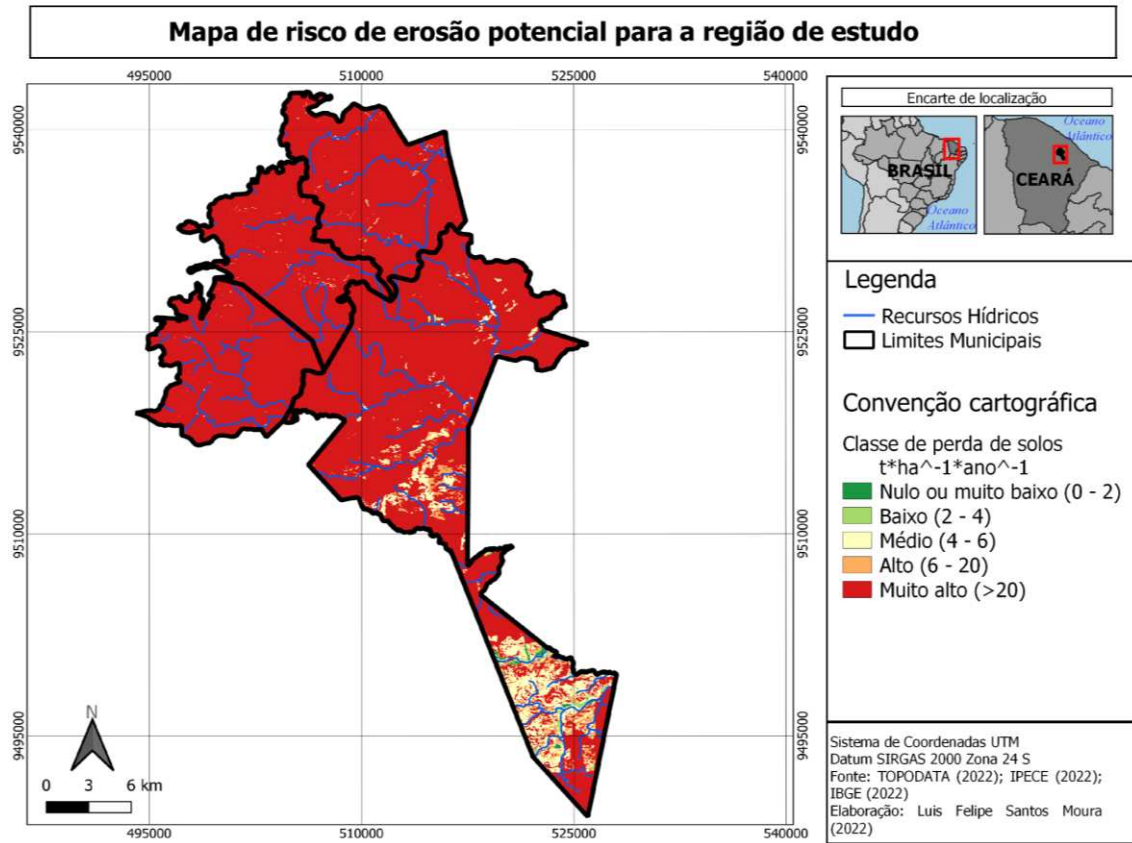 Mapa de risco de erosão potencial para a região de estudo
495000
510000
525000
540000
9540000
9525000
9510000
9495000
9540000
9525000
9510000
9495000
495000
510000
525000
540000
N
0 3 6 km
Encarte de localização
BRASIL
Oceano
Atlântico
Oceano
Atlântico
CEARÁ
Legenda
Recursos Hídricos
Limites Municipais
Convenção cartográfica
Classe de perda de solos
t*ha^-1*ano^-1
Nulo ou muito baixo (0 - 2)
Baixo (2 - 4)
Médio (4 - 6)
Alto (6 - 20)
Muito alto (>20)
Sistema de Coordenadas UTM
Datum SIRGAS 2000 Zona 24 S
Fonte: TOPODATA (2022); IPECE (2022);
IBGE (2022)
Elaboração: Luis Felipe Santos Moura
(2022)